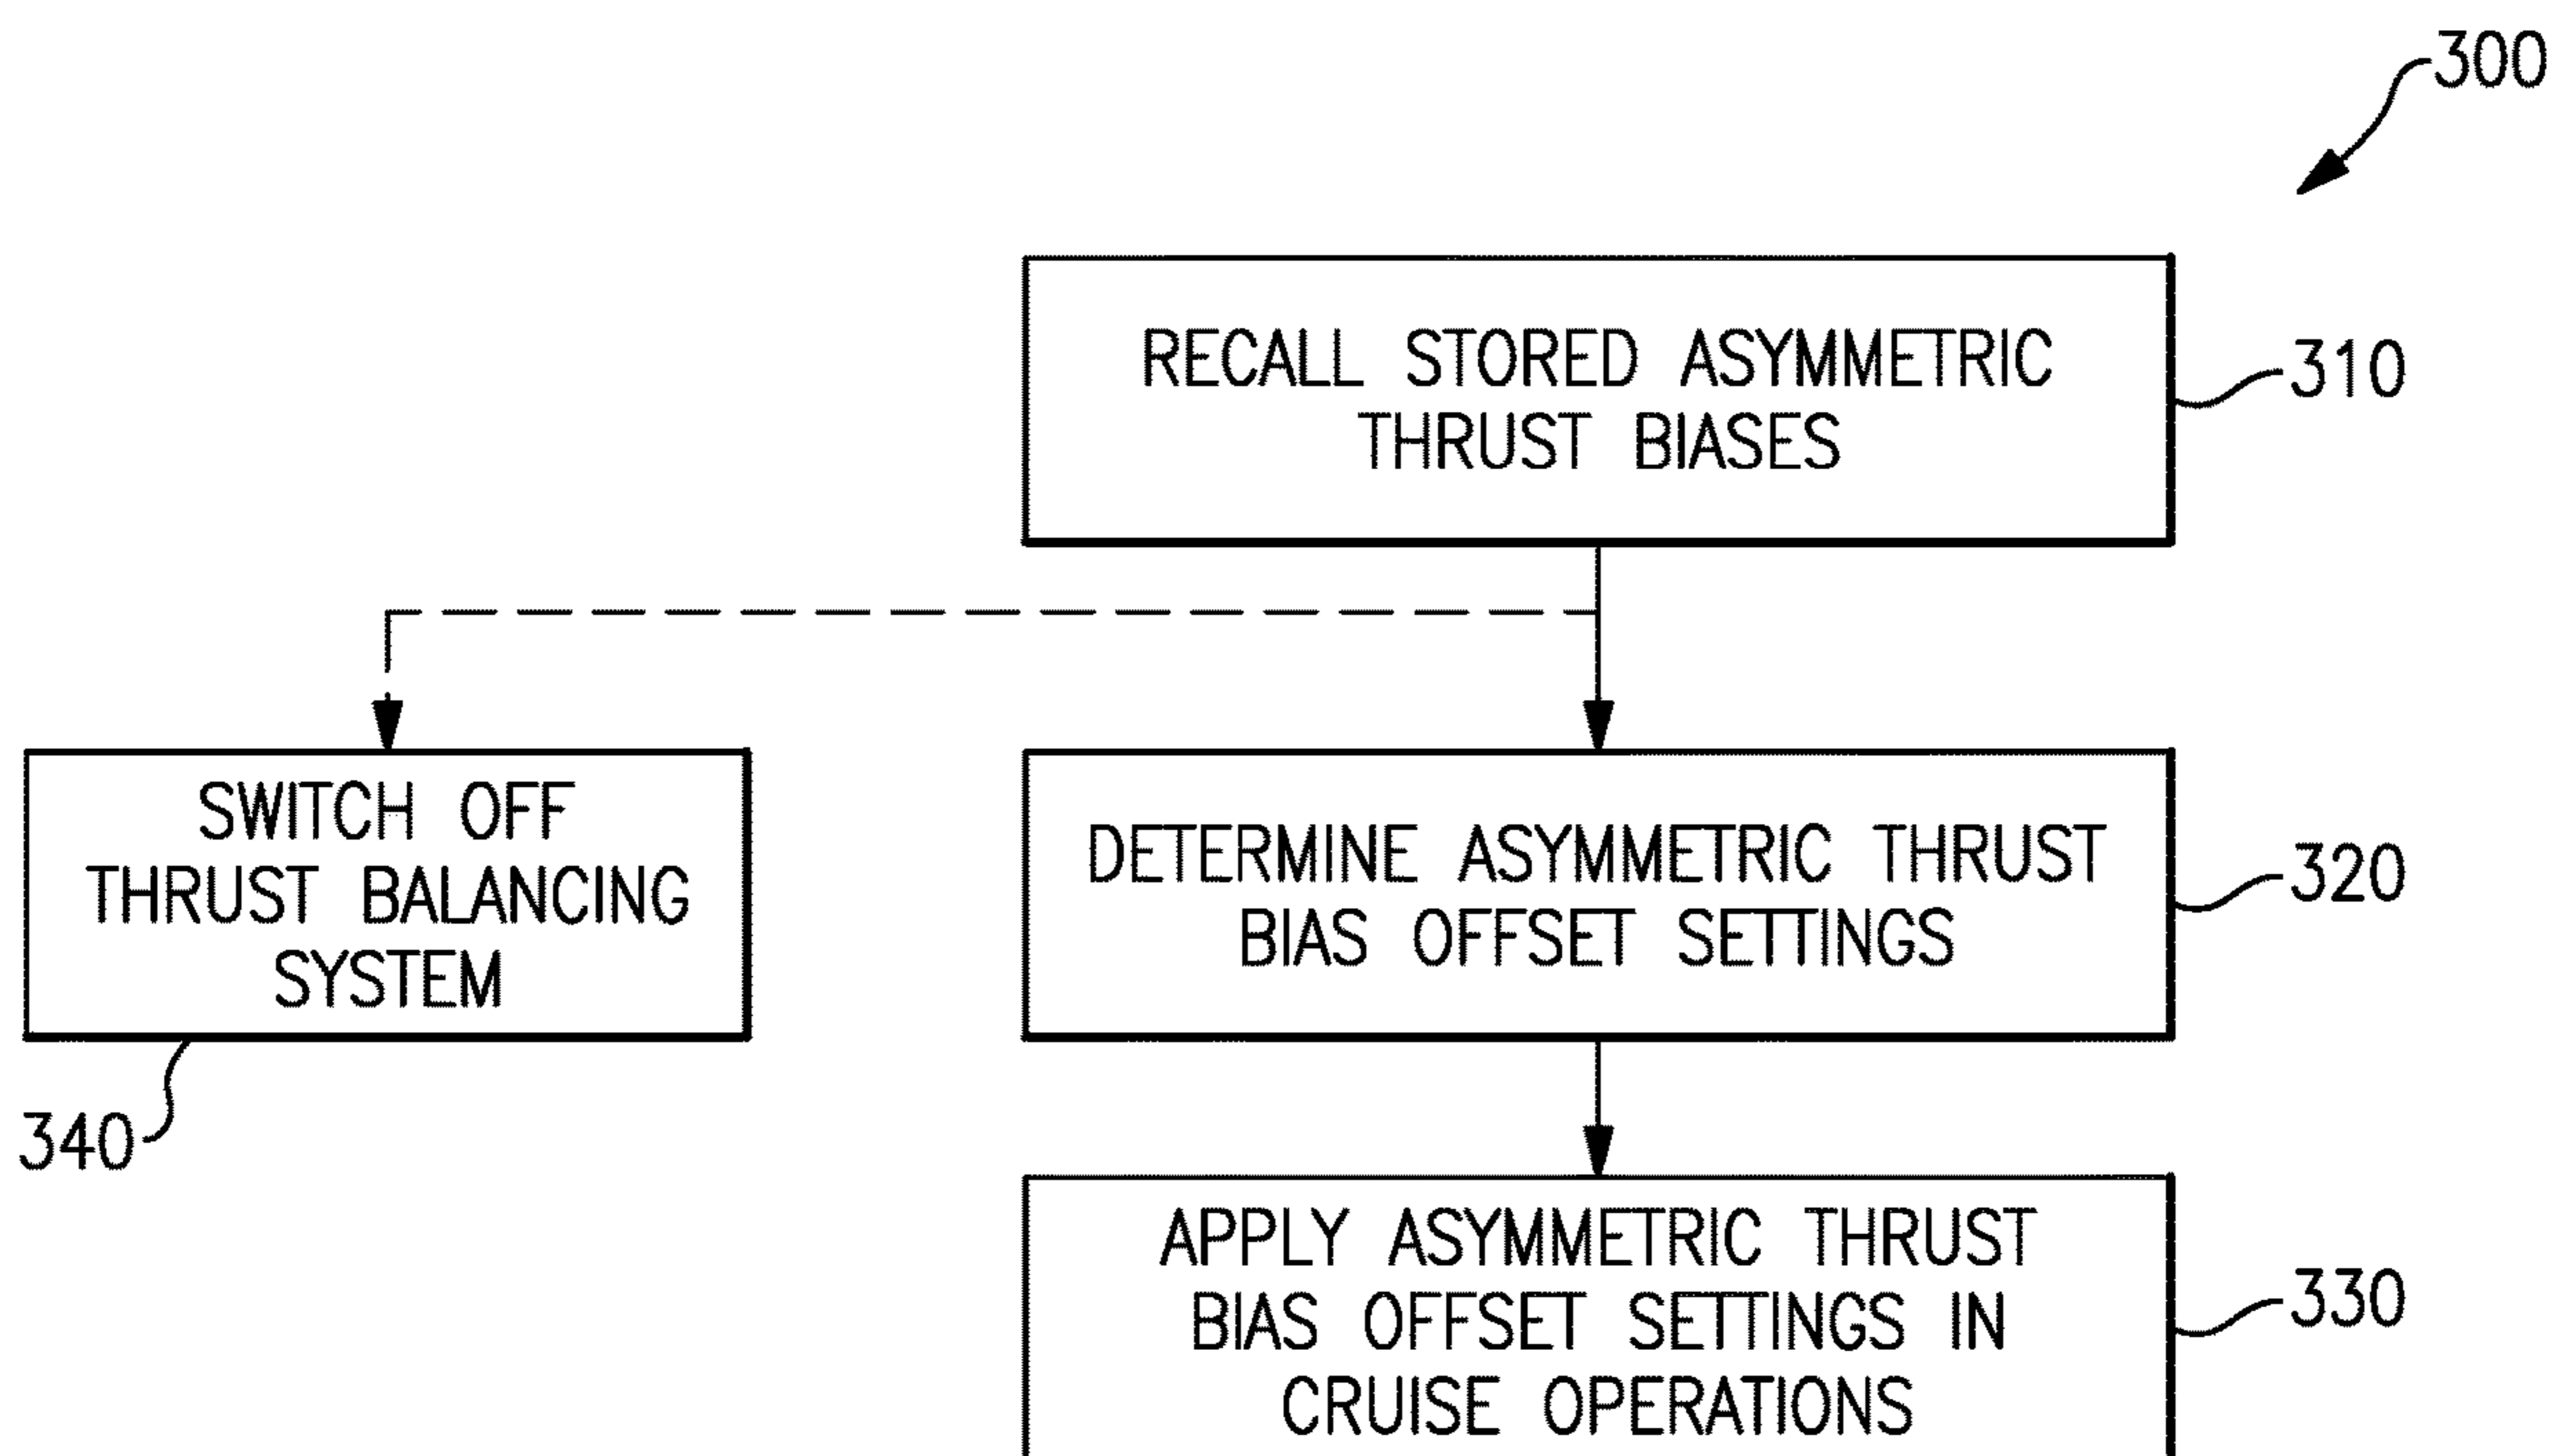 300
RECALL STORED ASYMMETRIC
THRUST BIASES
310
SWITCH OFF
THRUST BALANCING
SYSTEM
340
DETERMINE ASYMMETRIC THRUST
BIAS OFFSET SETTINGS
320
APPLY ASYMMETRIC THRUST
BIAS OFFSET SETTINGS IN
CRUISE OPERATIONS
330